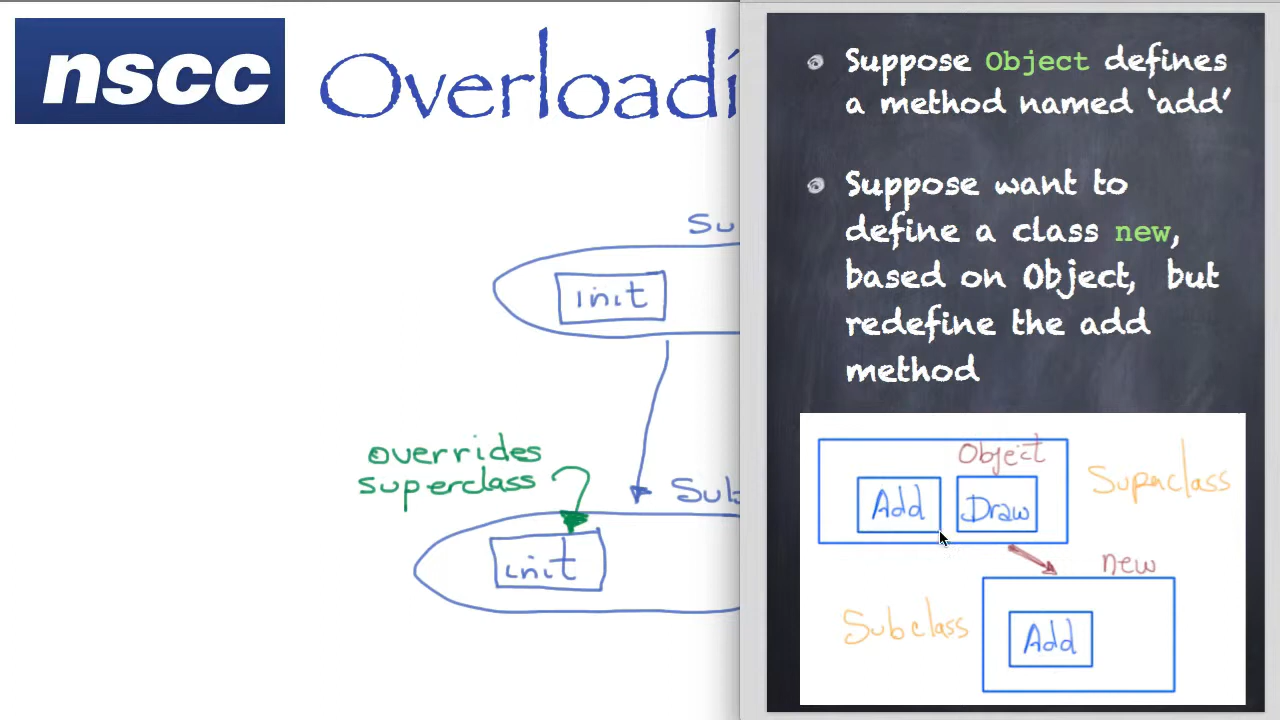 nscc
Overloadi
Su
init
overrides
superclass
Sub
init
Suppose Object defines
a method named ‘add’
Suppose want to
define a class new,
based on Object, but
redefine the add
method
Object
Superclass
Add
Draw
new
Subclass
Add